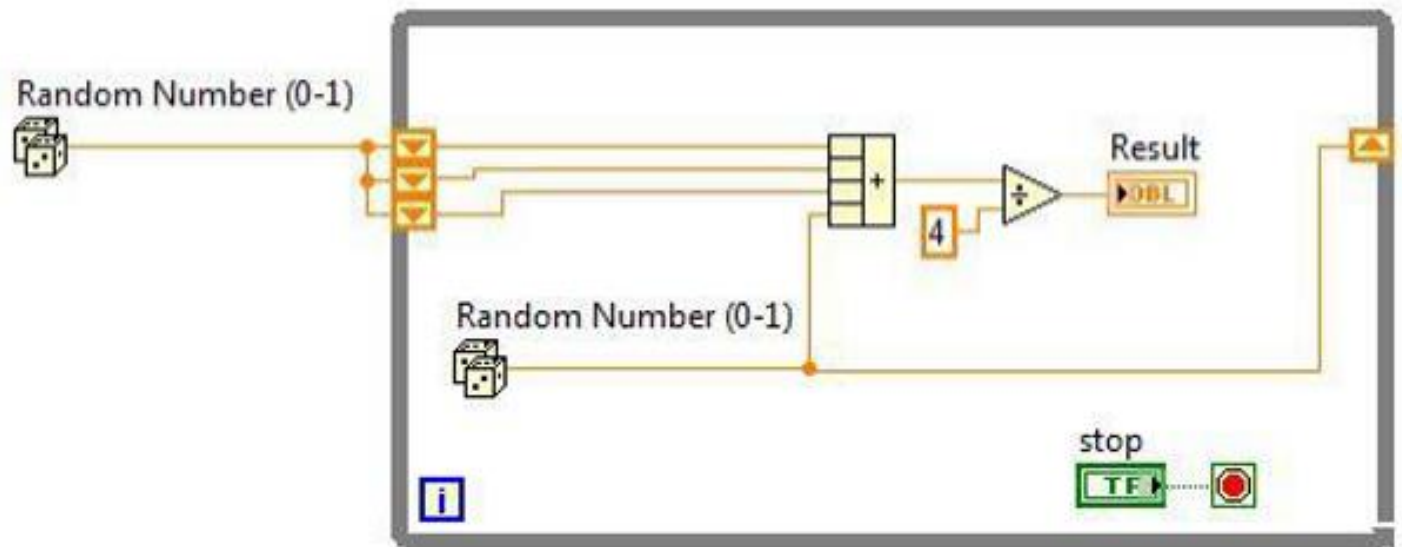 Random Number (0-1)
Result
DBL
4
Random Number (0-1)
stop
TF
i